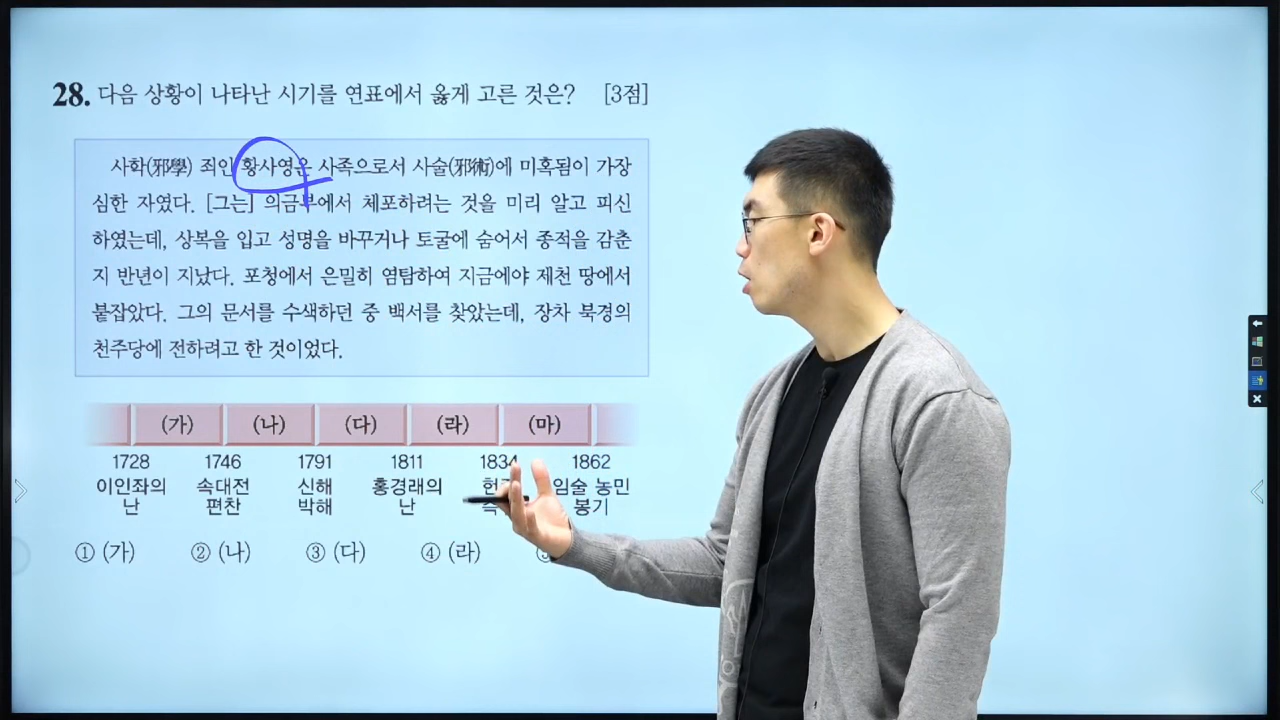 28. 다음 상황이 나타난 시기를 연표에서 옳게 고른 것은? [3점]
사학(邪學) 죄인 황사영은 사족으로서 사술(邪術)에 미혹됨이 가장
심한 자였다. [그는] 의금부에서 체포하려는 것을 미리 알고 피신
하였는데, 상복을 입고 성명을 바꾸거나 토굴에 숨어서 종적을 감춘
지 반년이 지났다. 포청에서 은밀히 염탐하여 지금에야 제천 땅에서
붙잡았다. 그의 문서를 수색하던 중 백서를 찾았는데, 장차 북경의
천주당에 전하려고 한 것이었다.
(가) (나) (다) (라) (마)
1728 1746 1791 1811 1834 1862
이인좌의 속대전 신해 홍경래의 임술 농민
난 편찬 박해 난 봉기
① (가) ② (나) ③ (다) ④ (라)